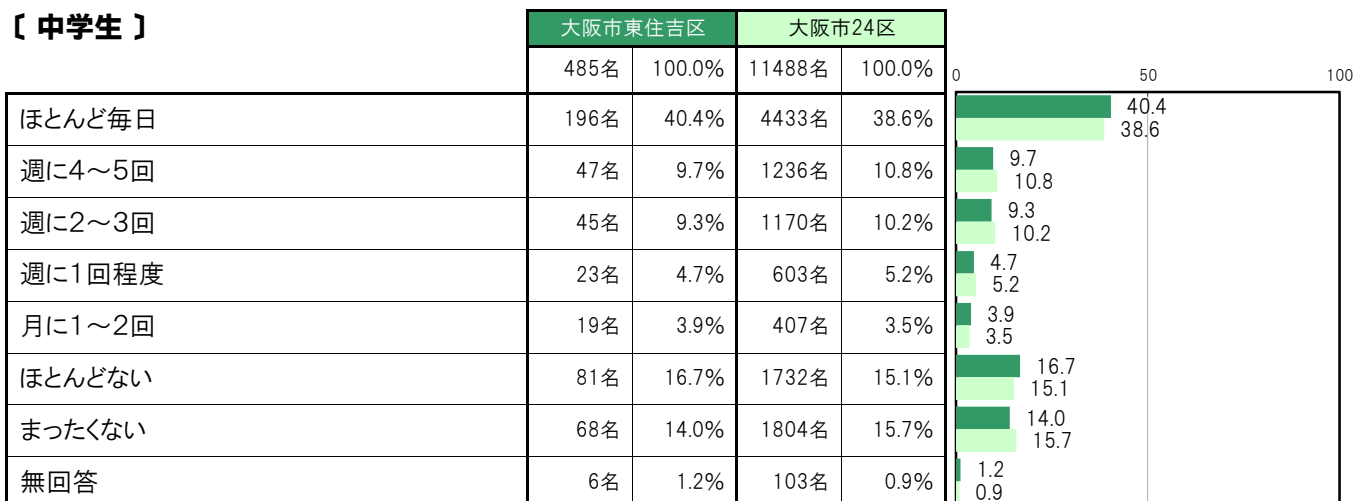 〔 中学生 〕
大阪市東住吉区 大阪市24区
485名 100.0% 11488名 100.0%
0 50 100
ほとんど毎日 196名 40.4% 4433名 38.6%
40.4
38.6
週に4～5回 47名 9.7% 1236名 10.8%
9.7
10.8
週に2～3回 45名 9.3% 1170名 10.2%
9.3
10.2
週に1回程度 23名 4.7% 603名 5.2%
4.7
5.2
月に1～2回 19名 3.9% 407名 3.5%
3.9
3.5
ほとんどない 81名 16.7% 1732名 15.1%
16.7
15.1
まったくない 68名 14.0% 1804名 15.7%
14.0
15.7
無回答 6名 1.2% 103名 0.9%
1.2
0.9